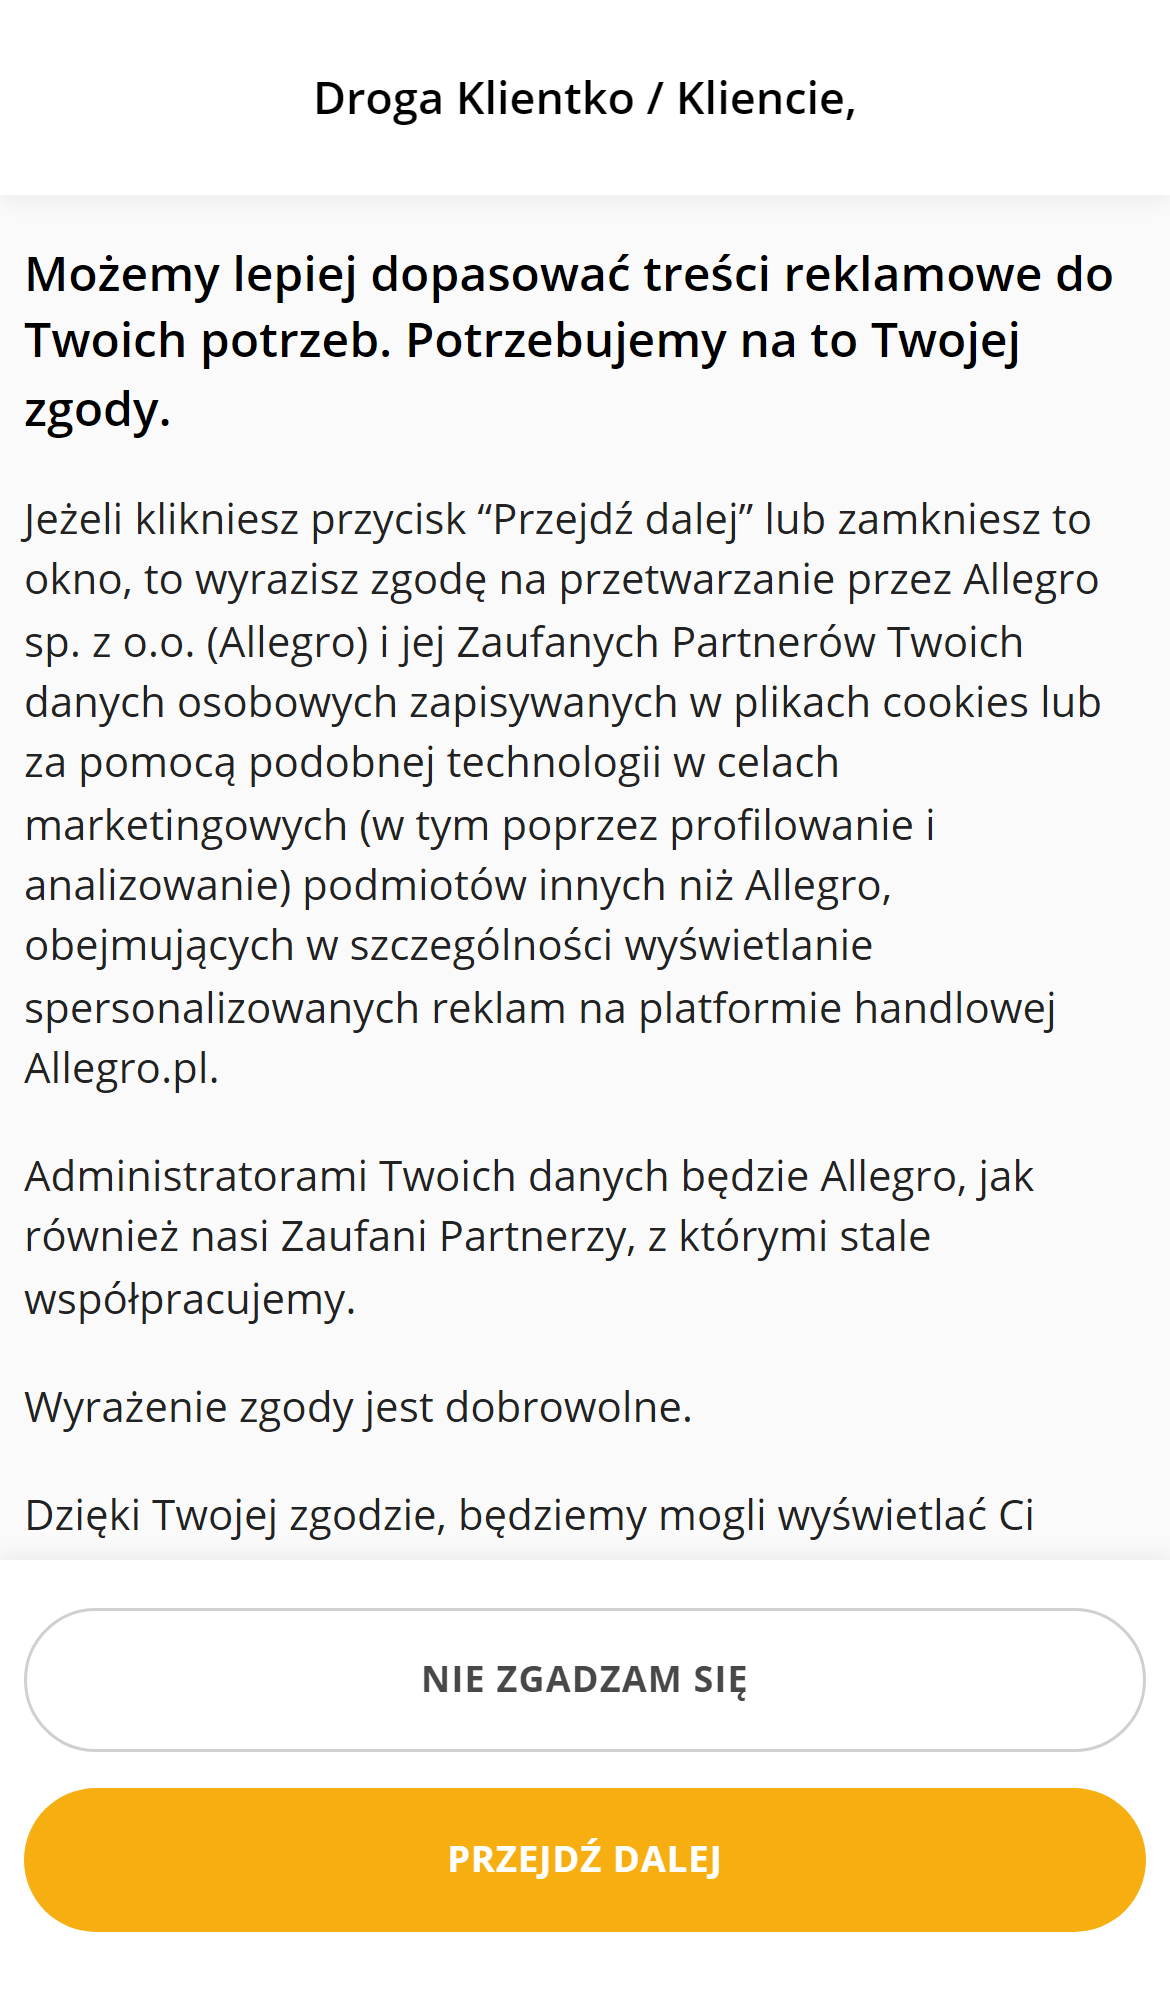 Droga Klientko / Kliencie,
Możemy lepiej dopasować treści reklamowe do
Twoich potrzeb. Potrzebujemy na to Twojej
zgody.
Jeżeli klikniesz przycisk “Przejdź dalej” lub zamkniesz to
okno, to wyrazisz zgodę na przetwarzanie przez Allegro
sp. z o.o. (Allegro) i jej Zaufanych Partnerów Twoich
danych osobowych zapisywanych w plikach cookies lub
za pomocą podobnej technologii w celach
marketingowych (w tym poprzez profilowanie i
analizowanie) podmiotów innych niż Allegro,
obejmujących w szczególności wyświetlanie
spersonalizowanych reklam na platformie handlowej
Allegro.pl.
Administratorami Twoich danych będzie Allegro, jak
również nasi Zaufani Partnerzy, z którymi stale
współpracujemy.
Wyrażenie zgody jest dobrowolne.
Dzięki Twojej zgodzie, będziemy mogli wyświetlać Ci
NIE ZGADZAM SIĘ
PRZEJDŹ DALEJ